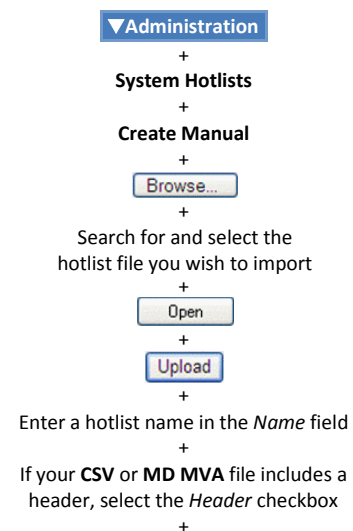 ▼Administration
+
System Hotlists
+
Create Manual
+
Browse...
+
Search for and select the
hotlist file you wish to import
+
Open
+
Upload
+
Enter a hotlist name in the Name field
+
If your CSV or MD MVA file includes a
header, select the Header checkbox
+